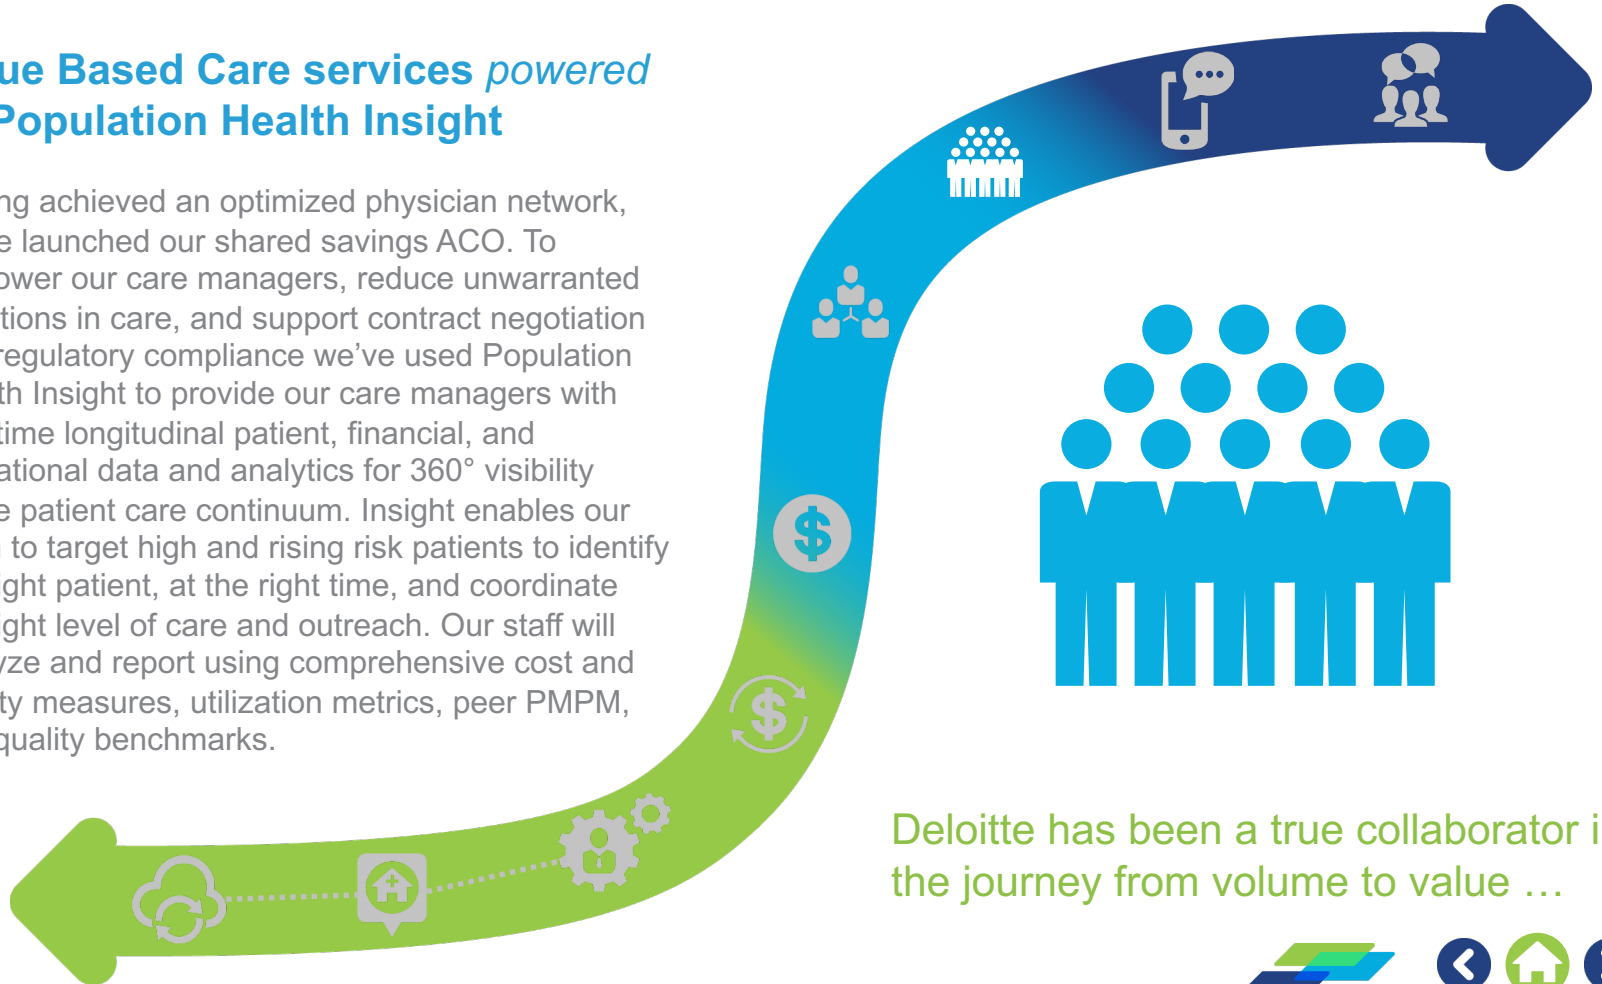 ue Based Care services powered
Population Health Insight
ng achieved an optimized physician network,
e launched our shared savings ACO. To
ower our care managers, reduce unwarranted
tions in care, and support contract negotiation
regulatory compliance we’ve used Population
th Insight to provide our care managers with
time longitudinal patient, financial, and
ational data and analytics for 360° visibility
e patient care continuum. Insight enables our
to target high and rising risk patients to identify
ight patient, at the right time, and coordinate
ight level of care and outreach. Our staff will
yze and report using comprehensive cost and
ty measures, utilization metrics, peer PMPM,
quality benchmarks.
$
$
Deloitte has been a true collaborator i
the journey from volume to value …